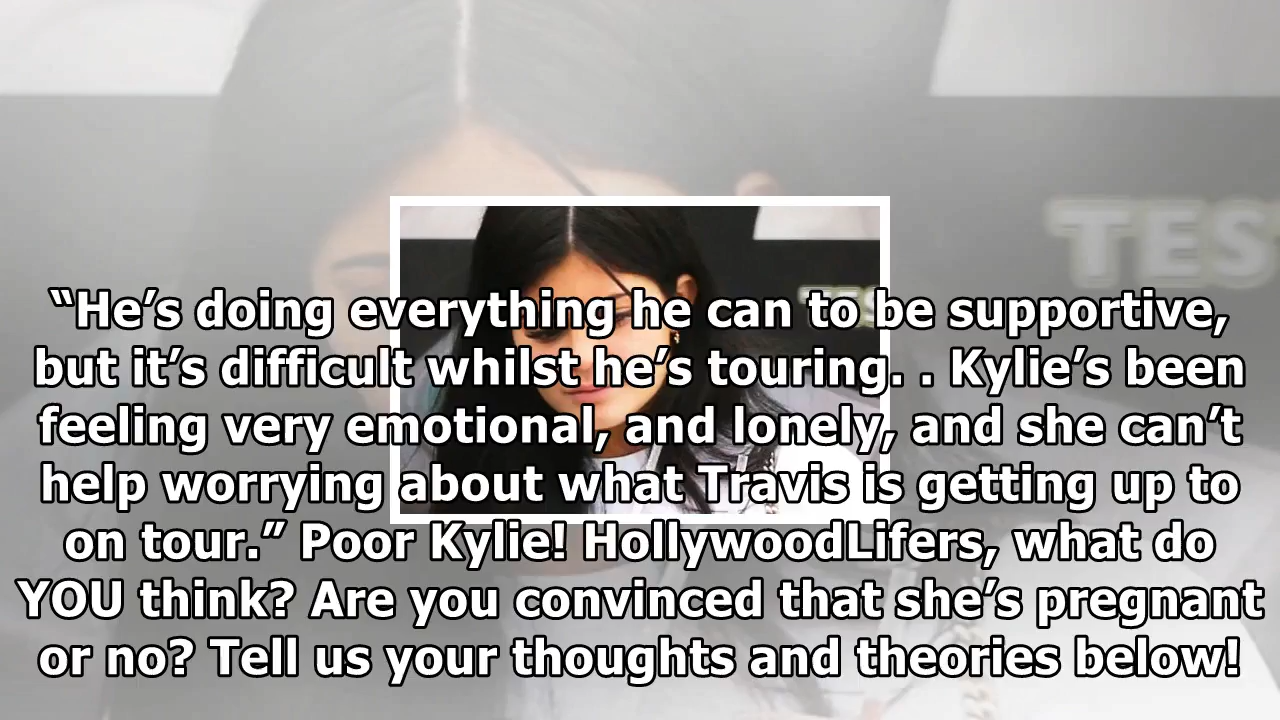 TES
TES
“He’s doing everything he can to be supportive,
but it’s difficult whilst he’s touring. . Kylie’s been
feeling very emotional, and lonely, and she can’t
help worrying about what Travis is getting up to
on tour.” Poor Kylie! HollywoodLifers, what do
YOU think? Are you convinced that she’s pregnant
or no? Tell us your thoughts and theories below!